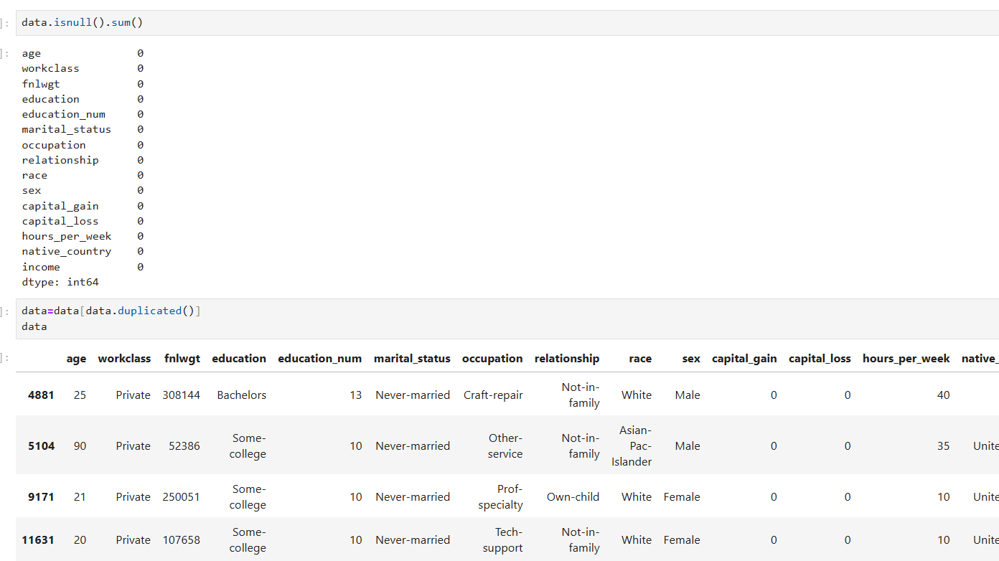 ]: data.isnull().sum()
]: age 0
workclass 0
fnlwgt 0
education 0
education_num 0
marital_status 0
occupation 0
relationship 0
race 0
sex 0
capital_gain 0
capital_loss 0
hours_per_week 0
native_country 0
income 0
dtype: int64
]: data=data[data.duplicated()]
data
]: age workclass fnlwgt education education_num marital_status occupation relationship race sex capital_gain capital_loss hours_per_week native_
4881 25 Private 308144 Bachelors 13 Never-married Craft-repair Not-in-family White Male 0 0 40
5104 90 Private 52386 Some-college 10 Never-married Other-service Not-in-family Asian-Pac-Islander Male 0 0 35 Unite
9171 21 Private 250051 Some-college 10 Never-married Prof-specialty Own-child White Female 0 0 10 Unite
11631 20 Private 107658 Some-college 10 Never-married Tech-support Not-in-family White Female 0 0 10 Unite